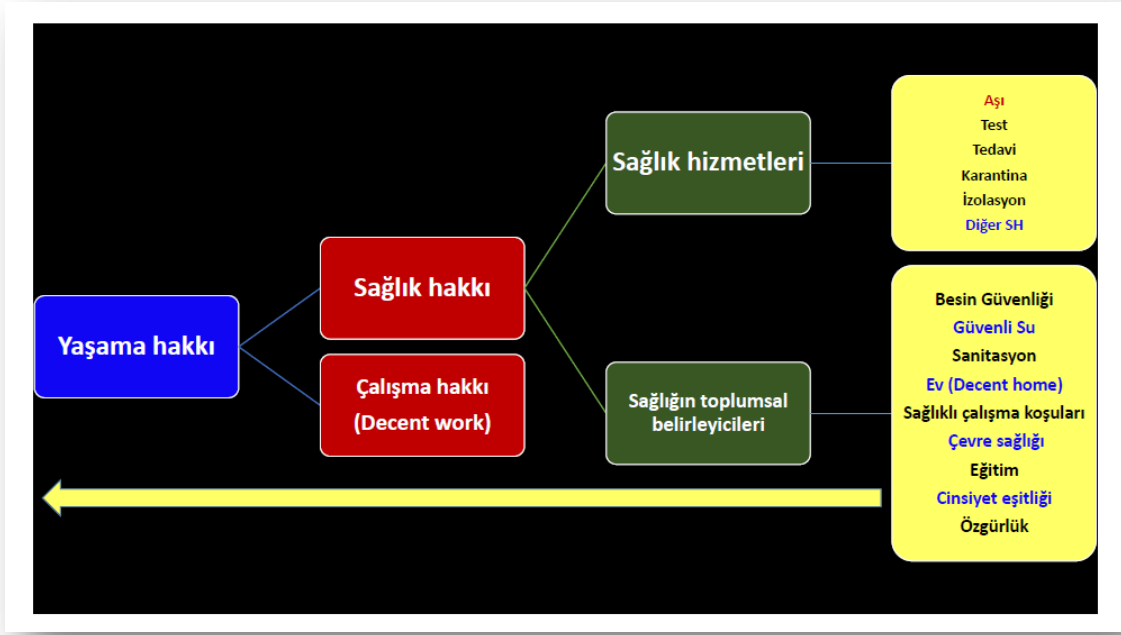 Yaşama hakkı
Sağlık hakkı
Çalışma hakkı
(Decent work)
Sağlık hizmetleri
Sağlığın toplumsal
belirleyicileri
Aşı
Test
Tedavi
Karantina
İzolasyon
Diğer SH
Besin Güvenliği
Güvenli Su
Sanitasyon
Ev (Decent home)
Sağlıklı çalışma koşuları
Çevre sağlığı
Eğitim
Cinsiyet eşitliği
Özgürlük